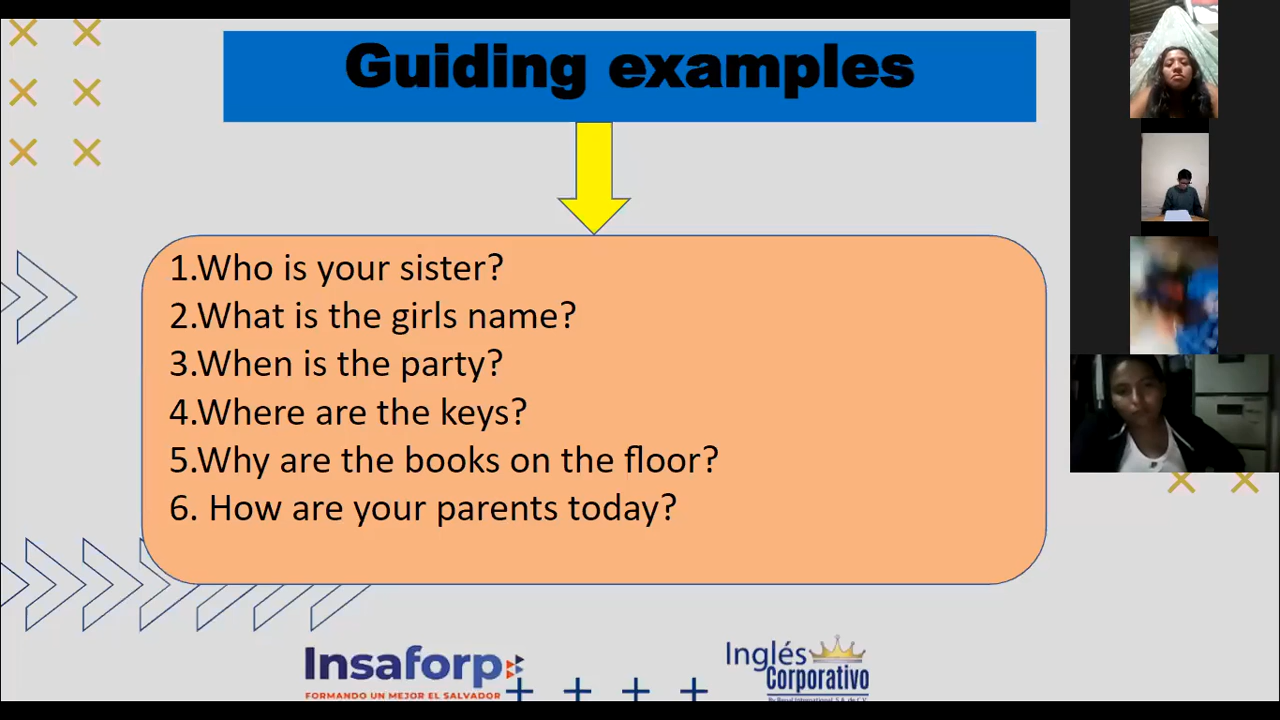 Guiding examples
1.Who is your sister?
2.What is the girls name?
3.When is the party?
4.Where are the keys?
5.Why are the books on the floor?
6. How are your parents today?
Insaforp
FORMANDO UN MEJOR EL SALVADOR
Inglés
Corporativo